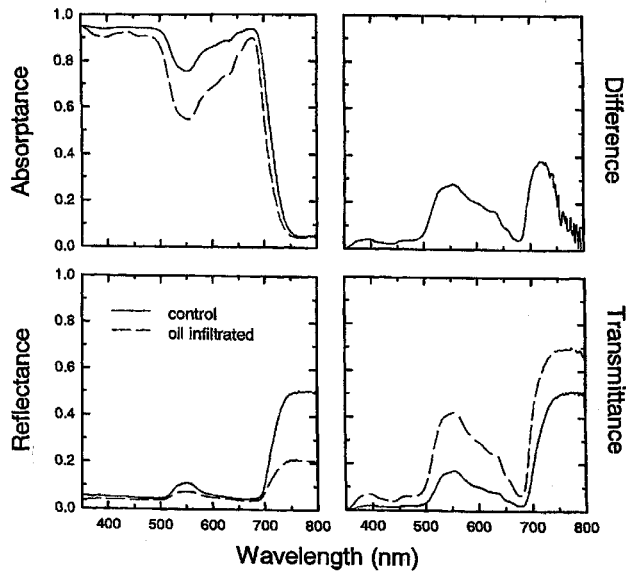 1.0
0.8
0.6
0.4
0.2
0.0
Absorptance
Difference
1.0
0.8
0.6
0.4
0.2
0.0
Reflectance
control
oil infiltrated
Transmittance
400 500 600 700 800
400 500 600 700 800
Wavelength (nm)